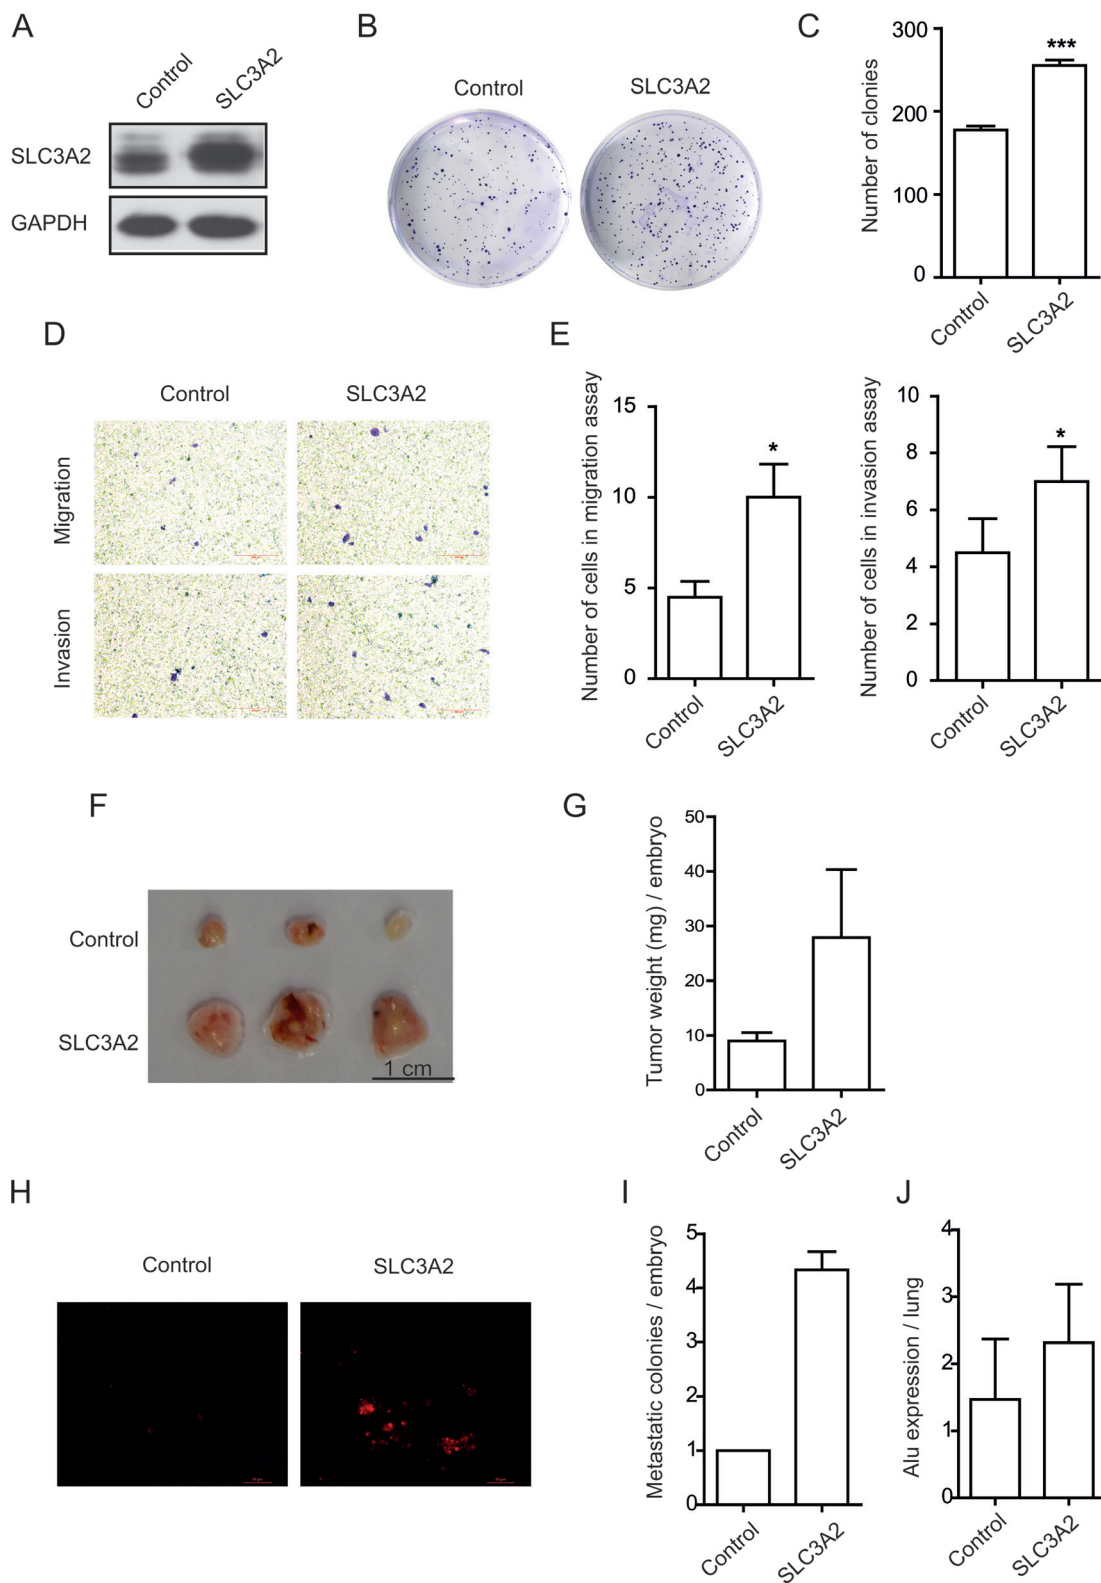 A
Control
SLC3A2
SLC3A2
GAPDH
B
Control
SLC3A2
C
Number of clones
300
200
100
0
***
Control
SLC3A2
D
Control
SLC3A2
Migration
Invasion
E
Number of cells in migration assay
15
10
5
0
*
Control
SLC3A2
Number of cells in invasion assay
10
8
6
4
2
0
*
Control
SLC3A2
F
Control
SLC3A2
1 cm
G
Tumor weight (mg) / embryo
50
40
30
20
10
0
Control
SLC3A2
H
Control
SLC3A2
I
Metastatic colonies / embryo
5
4
3
2
1
0
Control
SLC3A2
J
Alu expression / lung
4
3
2
1
0
Control
SLC3A2